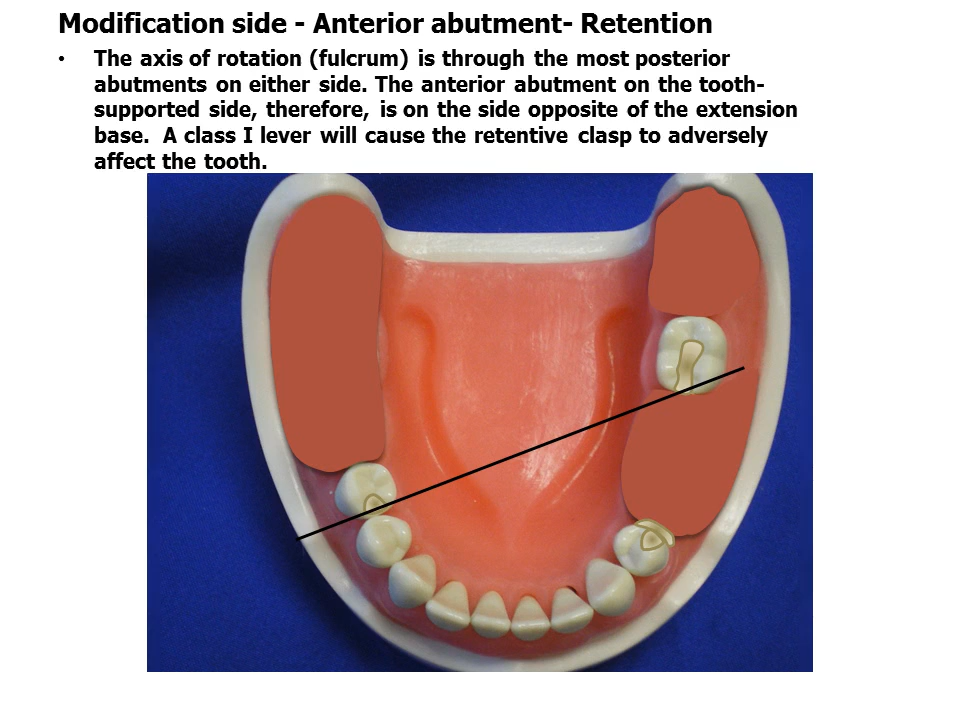 Modification side - Anterior abutment- Retention
• The axis of rotation (fulcrum) is through the most posterior
abutments on either side. The anterior abutment on the tooth-
supported side, therefore, is on the side opposite of the extension
base.  A class I lever will cause the retentive clasp to adversely
affect the tooth.